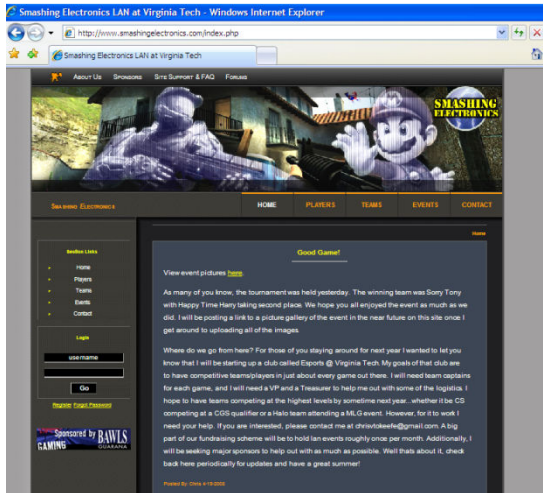 Smashing Electronics LAN at Virginia Tech - Windows Internet Explorer
http://www.smashingelectronics.com/index.php
Smashing Electronics LAN at Virginia Tech
About Us Sponsors Site Support & FAQ Forums
SMASHING
ELECTRONICS
Smashing Electronics
HOME PLAYERS TEAMS EVENTS CONTACT
Home
Section Links
Home
Players
Teams
Events
Contact
Login
username
Go
Register Forgot Password
Sponsored by BAWLS
GAMING GUARANA
Good Game!
View event pictures here.
As many of you know, the tournament was held yesterday. The winning team was Sorry Tony
with Happy Time Harry taking second place. We hope you all enjoyed the event as much as we
did. I will be posting a link to a picture gallery of the event in the near future on this site once I
get around to uploading all of the images.
Where do we go from here? For those of you staying around for next year I wanted to let you
know that I will be starting up a club called Esports @ Virginia Tech. My goals of that club are
to have competitive teams/players in just about every game out there. I will need team captains
for each game, and I will need a VP and a Treasurer to help me out with some of the logistics. I
hope to have teams competing at the highest levels by sometime next year...whether it be CS
competing at a CGS qualifier or a Halo team attending a MLG event. However, for it to work I
need your help. If you are interested, please contact me at chrisvtokeefe@gmail.com. A big
part of our fundraising scheme will be to hold lan events roughly once per month. Additionally, I
will be seeking major sponsors to help out with as much as possible. Well thats about it, check
back here periodically for updates and have a great summer!
Posted By: Chris 4-19-2008